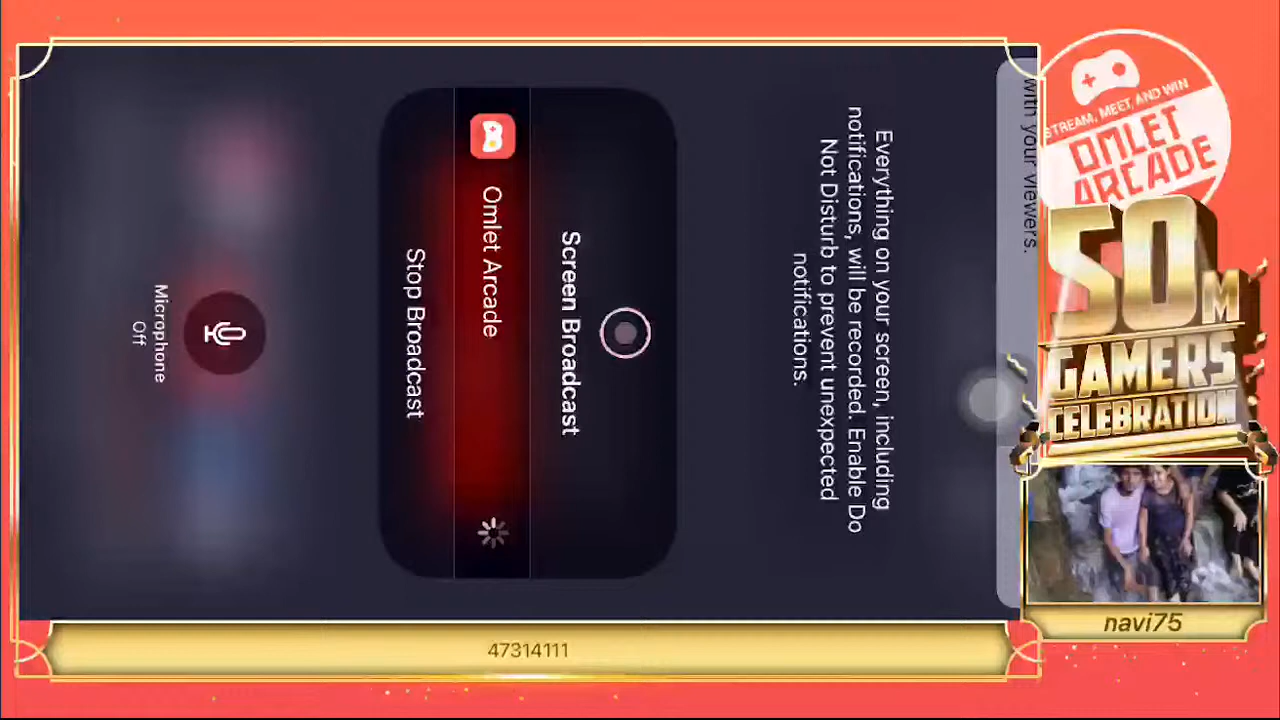 with your viewers.
Everything on your screen, including
notifications, will be recorded. Enable Do
Not Disturb to prevent unexpected
notifications.
Screen Broadcast
Omlet Arcade
Stop Broadcast
Microphone
Off
STREAM, MEET, AND WIN
OMLET
ARCADE
50M
GAMERS
CELEBRATION
navi75
47314111